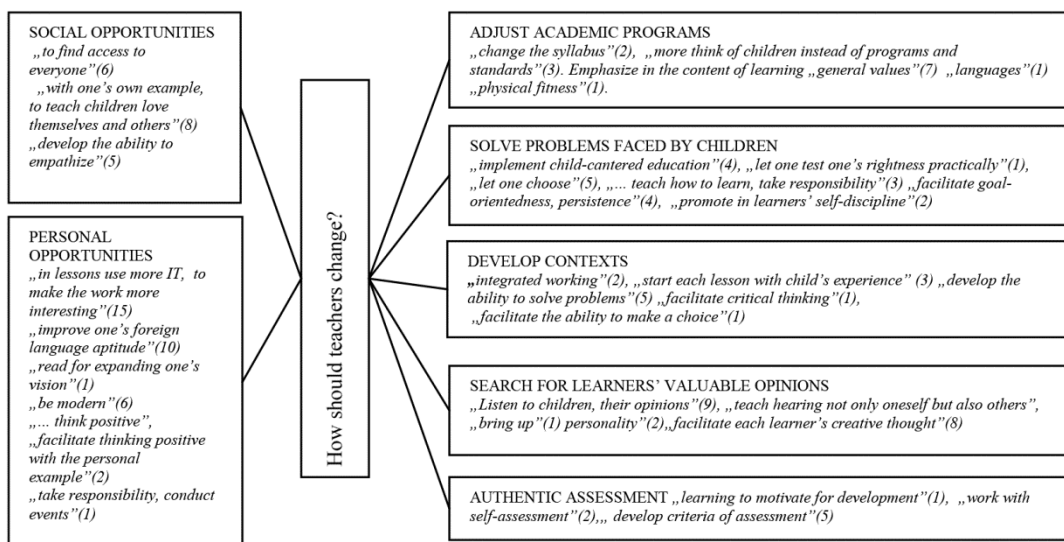 SOCIAL OPPORTUNITIES
„to find access to
everyone”(6)
„with one's own example,
to teach children love
themselves and others”(8)
„develop the ability to
empathize”(5)
PERSONAL
OPPORTUNITIES
„in lessons use more IT, to
make the work more
interesting”(15)
„improve one's foreign
language aptitude”(10)
„read for expanding one's
vision”(1)
„be modern”(6)
„... think positive”,
„facilitate thinking positive
with the personal
example”(2)
„take responsibility, conduct
events”(1)
How should teachers change?
ADJUST ACADEMIC PROGRAMS
„change the syllabus”(2), „more think of children instead of programs and
standards”(3). Emphasize in the content of learning „general values”(7) „languages”(1)
„physical fitness”(1).
SOLVE PROBLEMS FACED BY CHILDREN
„implement child-cantered education”(4), „let one test one's rightness practically”(1),
„let one choose”(5), „... teach how to learn, take responsibility”(3) „facilitate goal-
orientedness, persistence”(4), „promote in learners' self-discipline”(2)
DEVELOP CONTEXTS
„integrated working”(2), „start each lesson with child's experience” (3) „develop the
ability to solve problems”(5) „facilitate critical thinking”(1),
„facilitate the ability to make a choice”(1)
SEARCH FOR LEARNERS' VALUABLE OPINIONS
„Listen to children, their opinions”(9), „teach hearing not only oneself but also others”,
„bring up”(1) personality”(2)„facilitate each learner's creative thought”(8)
AUTHENTIC ASSESSMENT „learning to motivate for development”(1), „work with
self-assessment”(2),„ develop criteria of assessment”(5)